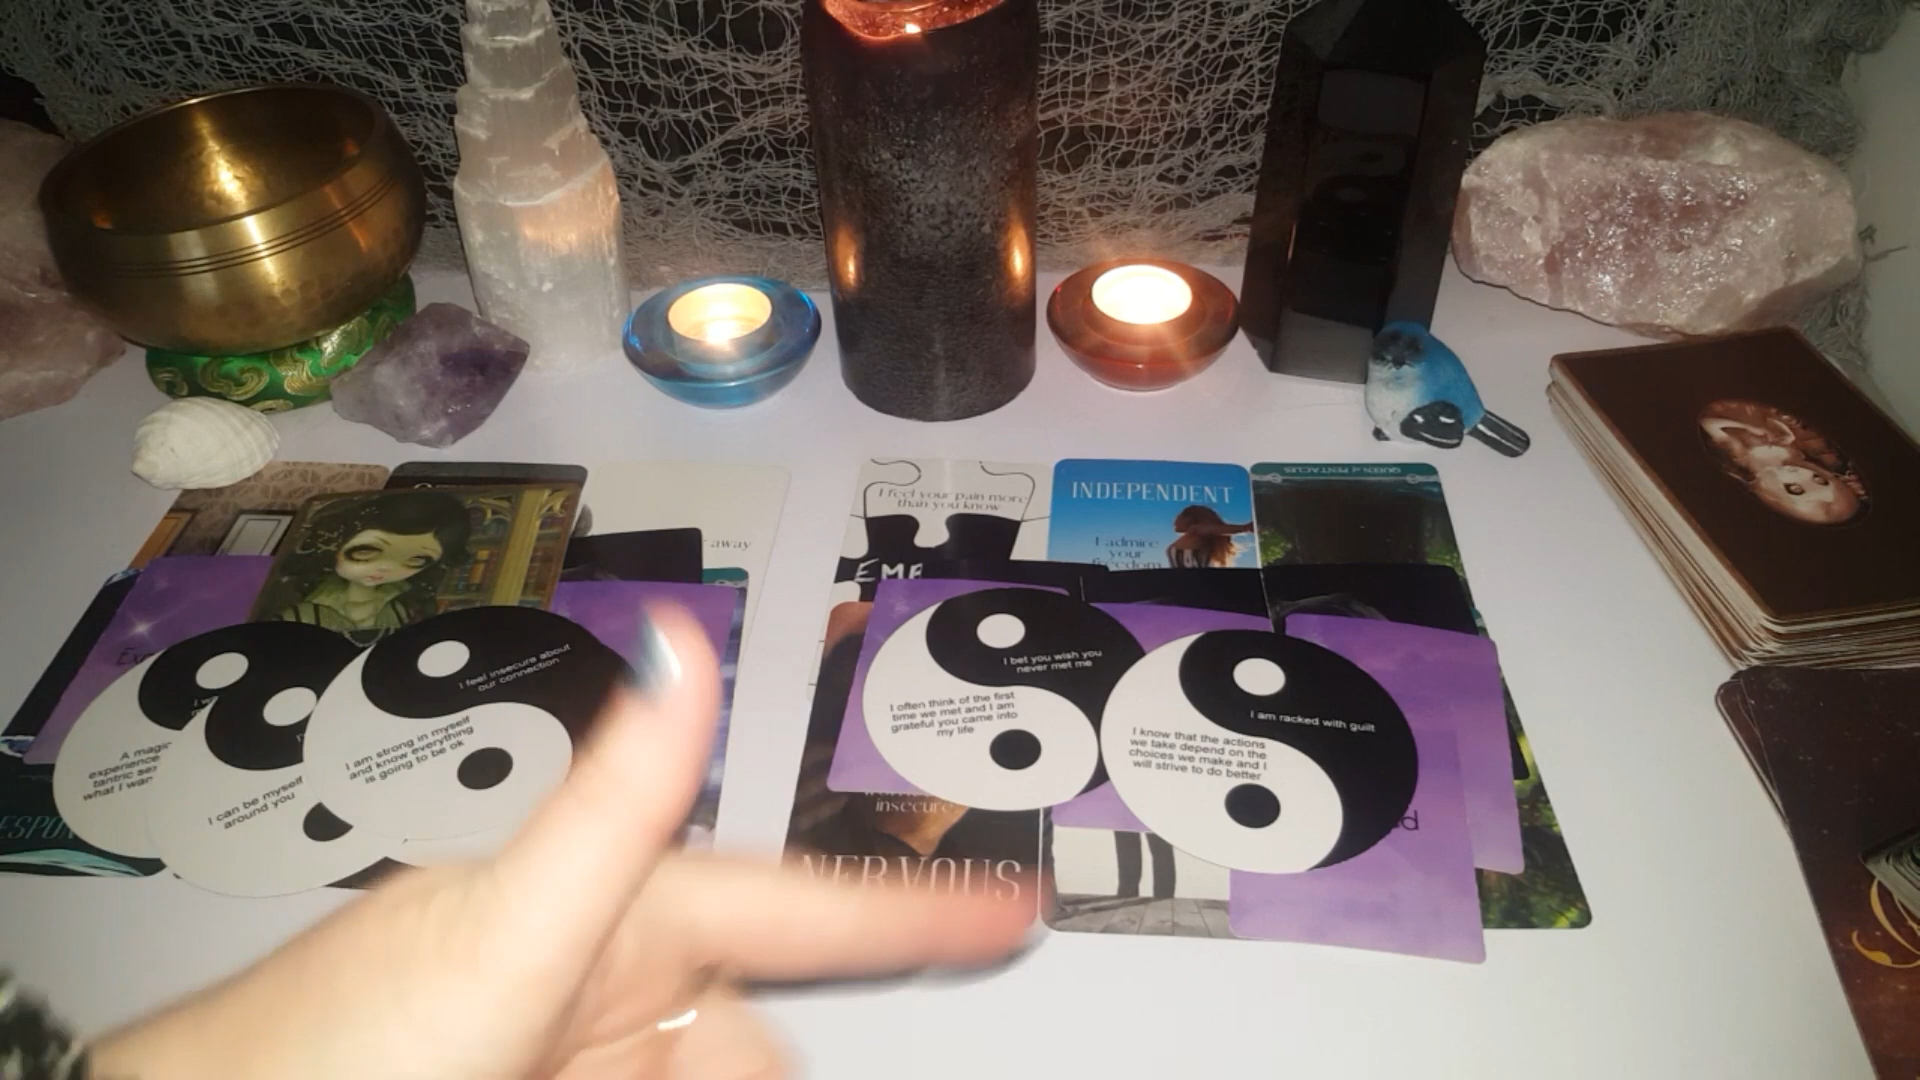 away
I feel your pain more
than you know
INDEPENDENT
I admire
your
freedom
QUEEN of PENTACLES
I feel insecure about
our connection
I am strong in myself
and know everything
is going to be ok
A magic
experience
what I
I can be myself
around you
I bet you wish you
never met me
I often think of the first
time we met and I am
grateful you came into
my life
I am racked with guilt
I know that the actions
we take depend on the
choices we make and I
will strive to do better
insecure
NERVOUS